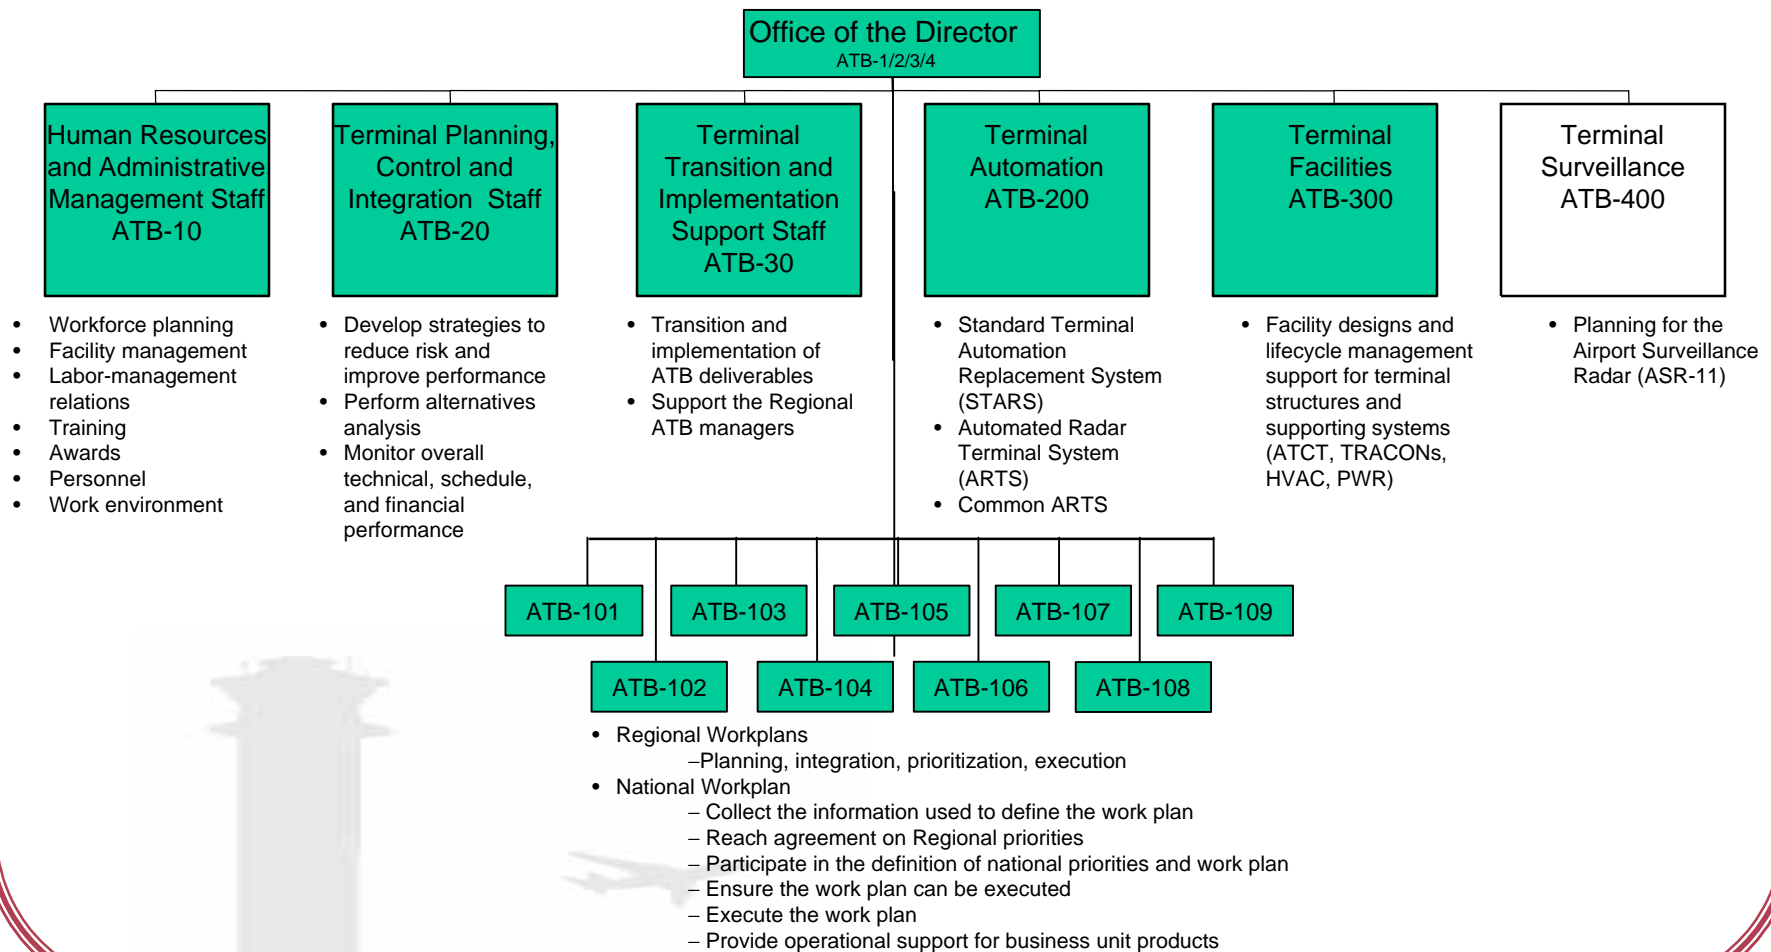 Office of the Director
ATB-1/2/3/4
Human Resources
and Administrative
Management Staff
ATB-10
Terminal Planning,
Control and
Integration Staff
ATB-20
Terminal
Transition and
Implementation
Support Staff
ATB-30
Terminal
Automation
ATB-200
Terminal
Facilities
ATB-300
Terminal
Surveillance
ATB-400
• Workforce planning
• Facility management
• Labor-management
relations
• Training
• Awards
• Personnel
• Work environment
• Develop strategies to
reduce risk and
improve performance
• Perform alternatives
analysis
• Monitor overall
technical, schedule,
and financial
performance
• Transition and
implementation of
ATB deliverables
• Support the Regional
ATB managers
• Standard Terminal
Automation
Replacement System
(STARS)
• Automated Radar
Terminal System
(ARTS)
• Common ARTS
• Facility designs and
lifecycle management
support for terminal
structures and
supporting systems
(ATCT, TRACONs,
HVAC, PWR)
• Planning for the
Airport Surveillance
Radar (ASR-11)
ATB-101
ATB-103
ATB-105
ATB-107
ATB-109
ATB-102
ATB-104
ATB-106
ATB-108
• Regional Workplans
–Planning, integration, prioritization, execution
• National Workplan
– Collect the information used to define the work plan
– Reach agreement on Regional priorities
– Participate in the definition of national priorities and work plan
– Ensure the work plan can be executed
– Execute the work plan
– Provide operational support for business unit products